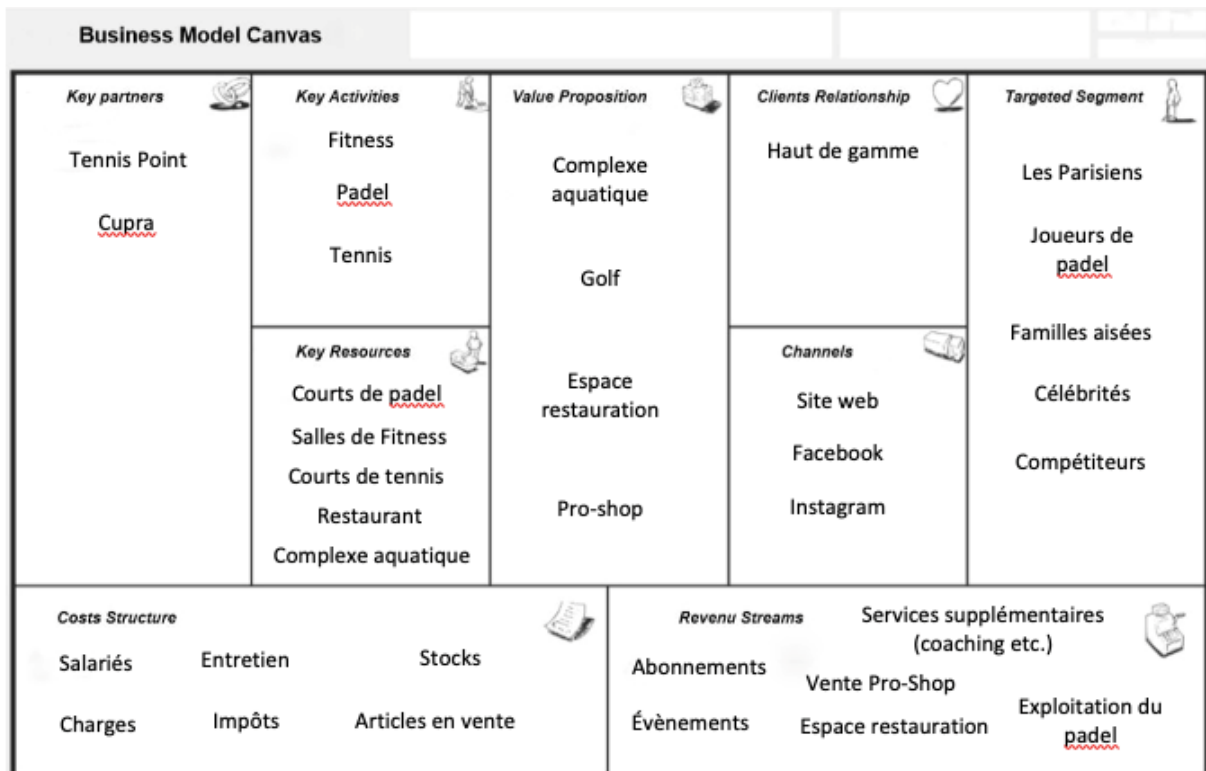 Business Model Canvas
Key partners
Tennis Point
Cupra
Key Activities
Fitness
Padel
Tennis
Key Resources
Courts de padel
Salles de Fitness
Courts de tennis
Restaurant
Complexe aquatique
Value Proposition
Complexe
aquatique
Golf
Espace
restauration
Pro-shop
Clients Relationship
Haut de gamme
Channels
Site web
Facebook
Instagram
Targeted Segment
Les Parisiens
Joueurs de
padel
Familles aisées
Célébrités
Compétiteurs
Costs Structure
Salariés
Entretien
Stocks
Charges
Impôts
Articles en vente
Revenu Streams
Services supplémentaires
(coaching etc.)
Abonnements
Vente Pro-Shop
Évènements
Espace restauration
Exploitation du
padel